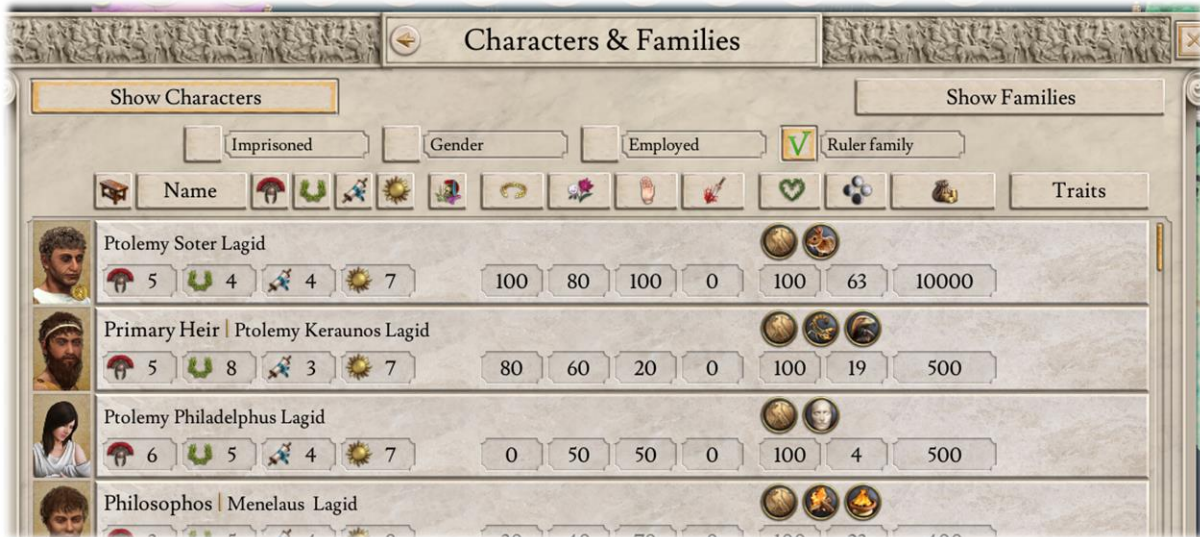 Characters & Families
Show Characters Show Families
Imprisoned Gender Employed Ruler family
Name Traits
Ptolemy Soter Lagid
5 4 4 7 100 80 100 0 100 63 10000
Primary Heir | Ptolemy Keraunos Lagid
5 8 3 7 80 60 20 0 100 19 500
Ptolemy Philadelphus Lagid
6 5 4 7 0 50 50 0 100 4 500
Philosophos | Menelaus Lagid